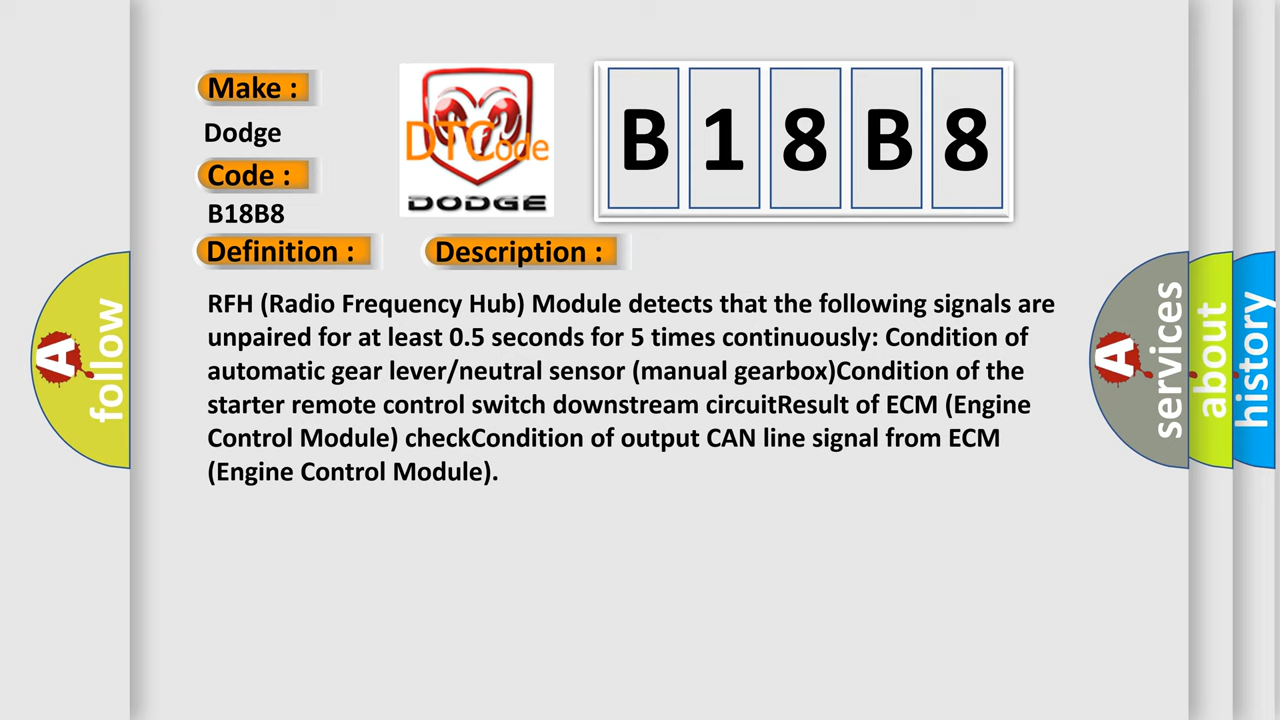 Make :
Dodge
Code :
B18B8
Definition :
Description :
DTCode
DODGE
B 1 8 B 8
RFH (Radio Frequency Hub) Module detects that the following signals are
unpaired for at least 0.5 seconds for 5 times continuously: Condition of
automatic gear lever/neutral sensor (manual gearboxCondition of the
starter remote control switch downstream circuitResult of ECM (Engine
Control Module) checkCondition of output CAN line signal from ECM
(Engine Control Module).
A follow
A services
about
history